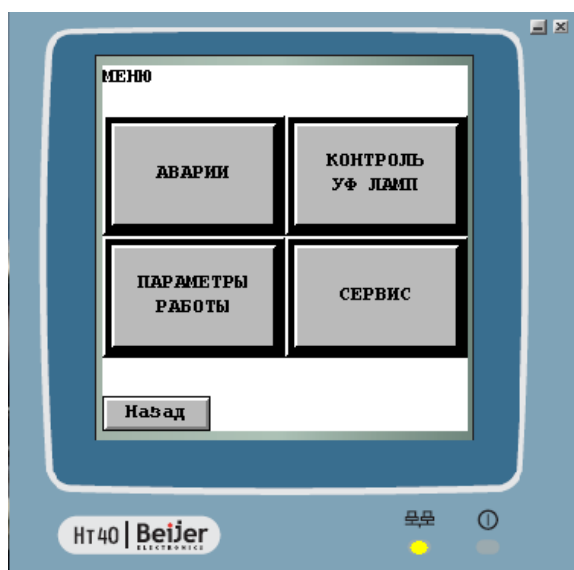 МЕНЮ
АВАРИИ
КОНТРОЛЬ
УФ ЛАМП
ПАРАМЕТРЫ
РАБОТЫ
СЕРВИС
Назад
HT40 Beijer
ELECTRONICS